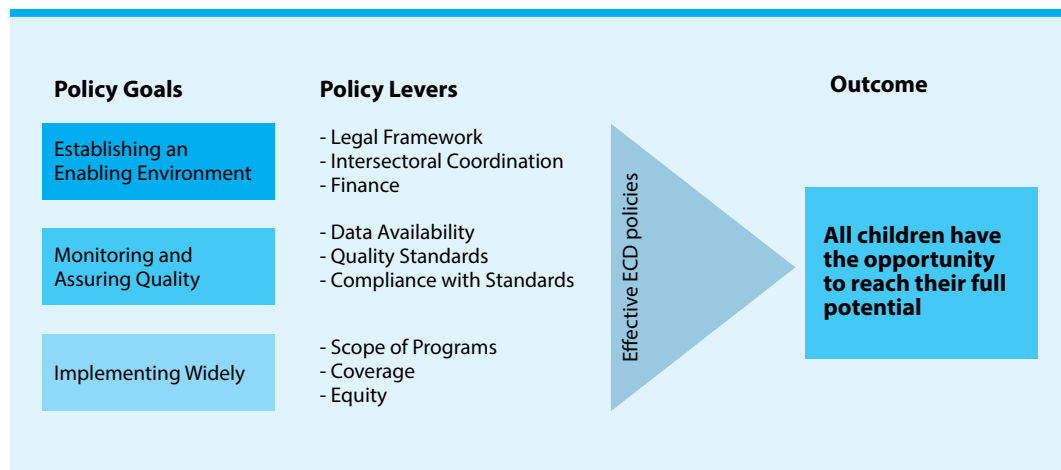 Policy Goals
Policy Levers
Outcome
Establishing an
Enabling Environment
- Legal Framework
- Intersectoral Coordination
- Finance
Monitoring and
Assuring Quality
- Data Availability
- Quality Standards
- Compliance with Standards
Implementing Widely
- Scope of Programs
- Coverage
- Equity
Effective ECD policies
All children have
the opportunity
to reach their full
potential